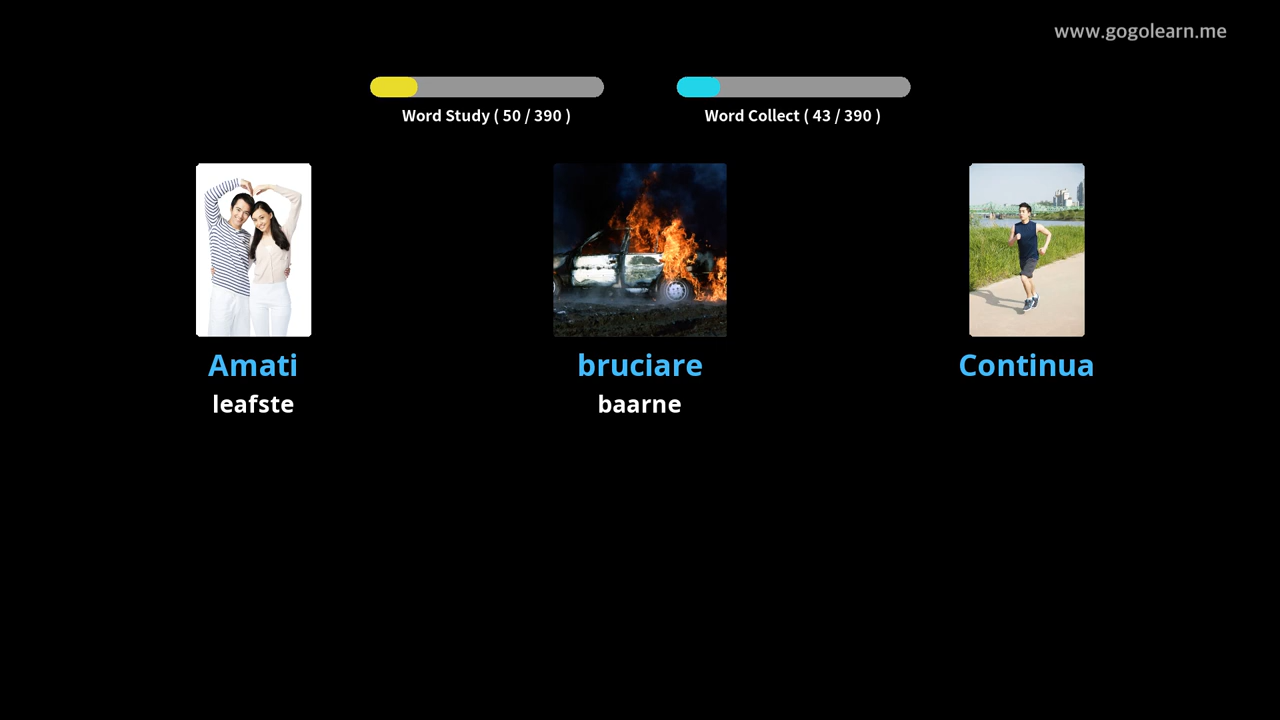 www.gogolearn.me
Word Study ( 50 / 390 )
Word Collect ( 43 / 390 )
Amati
bruciare
Continua
leafste
baarne